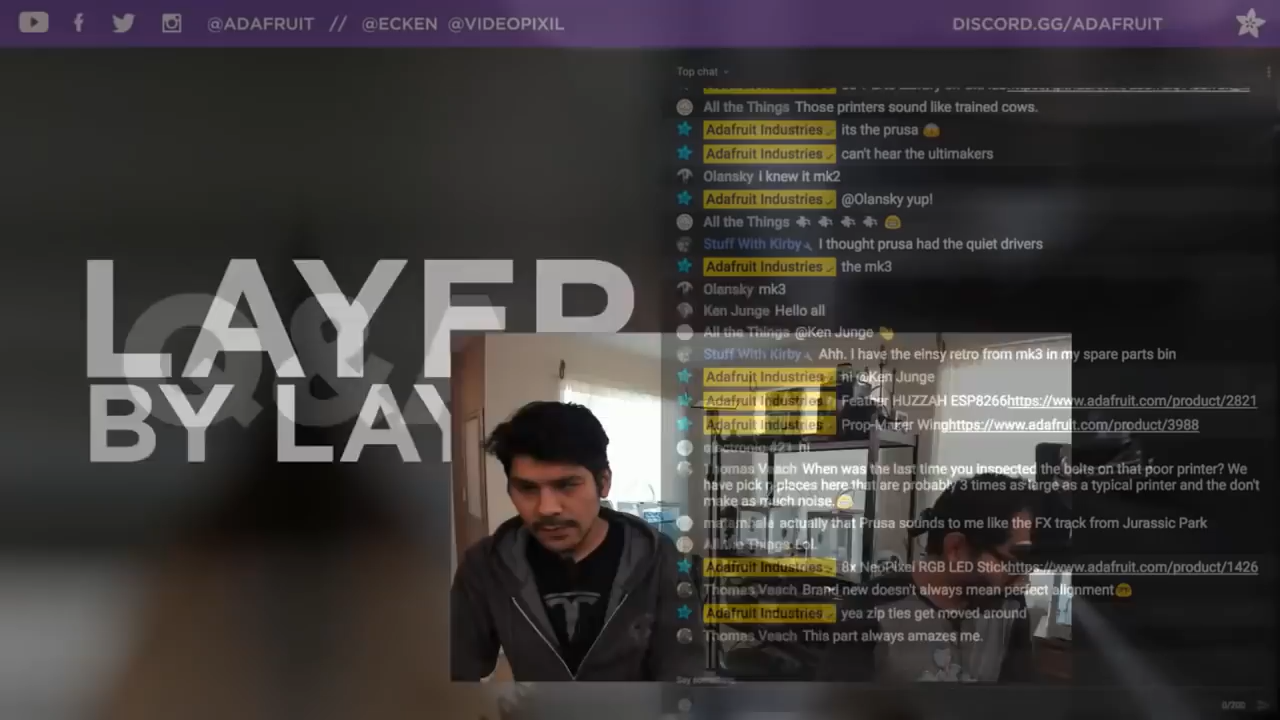 @ADAFRUIT // @ECKEN @VIDEOPIXIL
DISCORD.GG/ADAFRUIT
Top chat
All the Things Those printers sound like trained cows.
Adafruit Industries its the prusa
Adafruit Industries can't hear the ultimakers
Olansky i knew it mk2
Adafruit Industries @Olansky yup!
All the Things
Stuff With Kirby I thought prusa had the quiet drivers
Adafruit Industries the mk3
Olansky mk3
Ken Junge Hello all
All the Things @Ken Junge
Stuff With Kirby Ahh. I have the einsy retro from mk3 in my spare parts bin
Adafruit Industries hi @Ken Junge
Adafruit Industries Feather HUZZAH ESP8266https://www.adafruit.com/product/2821
Adafruit Industries Prop-Maker Winghttps://www.adafruit.com/product/3988
electronic #21 hi
Thomas Veach When was the last time you inspected the belts on that poor printer? We
have pick n places here that are probably 3 times as large as a typical printer and the don't
make as much noise.
actually that Prusa sounds to me like the FX track from Jurassic Park
All the Things LoL
Adafruit Industries 8x NeoPixel RGB LED Stickhttps://www.adafruit.com/product/1426
Thomas Veach Brand new doesn't always mean perfect alignment
Adafruit Industries yea zip ties get moved around
Thomas Veach This part always amazes me.
Say something...
0/200
LAYER
Q&A
BY LAY